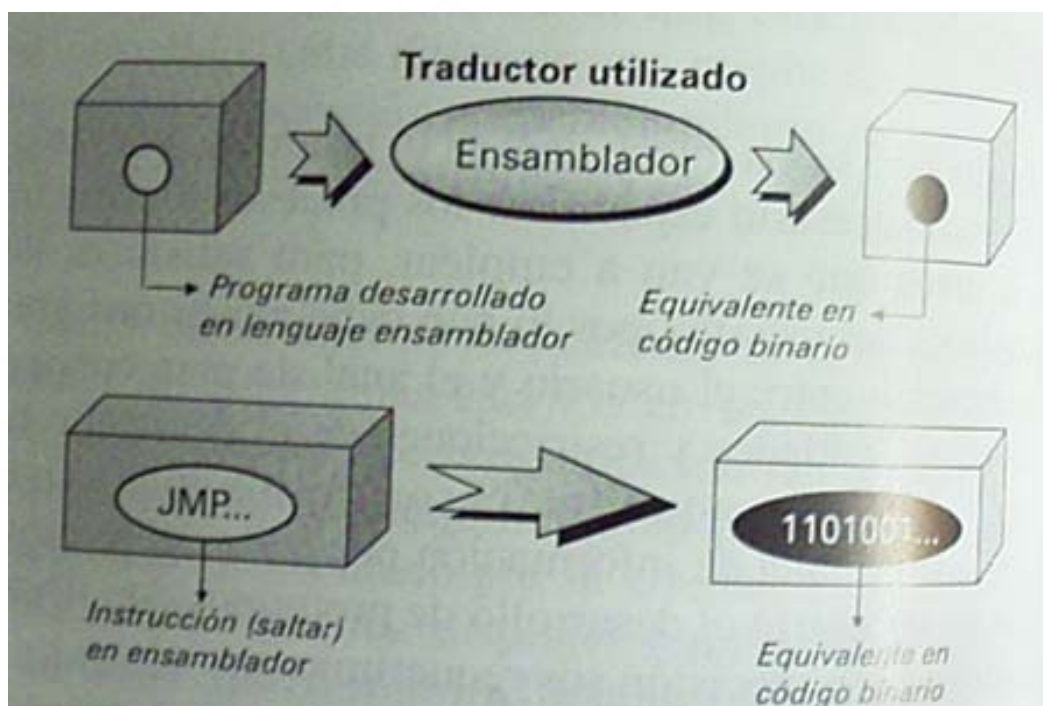 Traductor utilizado
Ensamblador
Programa desarrollado
en lenguaje ensamblador
Equivalente en
código binario
JMP...
1101001...
Instrucción (saltar)
en ensamblador
Equivalente en
código binario